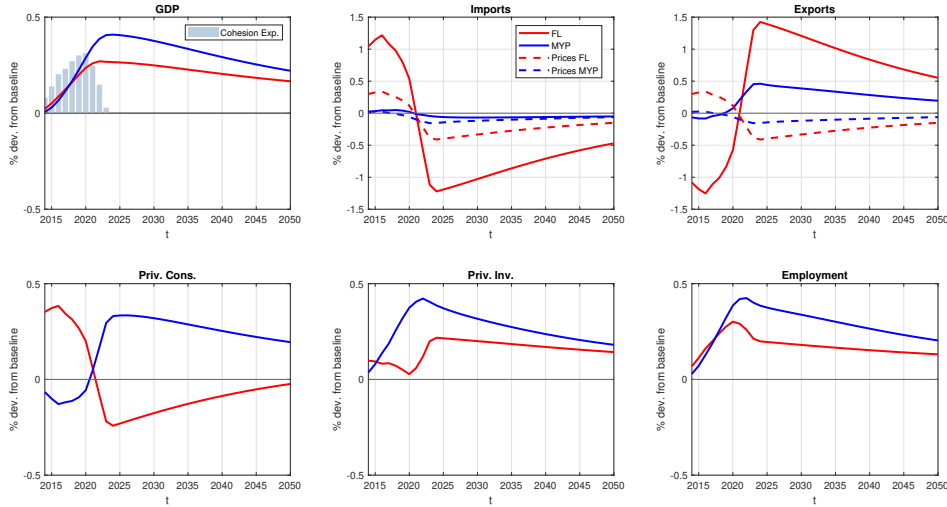 GDP
0.5
0
-0.5
% dev. from baseline
Cohesion Exp.
2015 2020 2025 2030 2035 2040 2045 2050
t
Imports
1.5
1
0.5
0
-0.5
-1
-1.5
% dev. from baseline
FL
MYP
Prices FL
Prices MYP
2015 2020 2025 2030 2035 2040 2045 2050
t
Exports
1.5
1
0.5
0
-0.5
-1
-1.5
% dev. from baseline
2015 2020 2025 2030 2035 2040 2045 2050
t
Priv. Cons.
0.5
0
-0.5
% dev. from baseline
2015 2020 2025 2030 2035 2040 2045 2050
t
Priv. Inv.
0.5
0
-0.5
% dev. from baseline
2015 2020 2025 2030 2035 2040 2045 2050
t
Employment
0.5
0
-0.5
% dev. from baseline
2015 2020 2025 2030 2035 2040 2045 2050
t